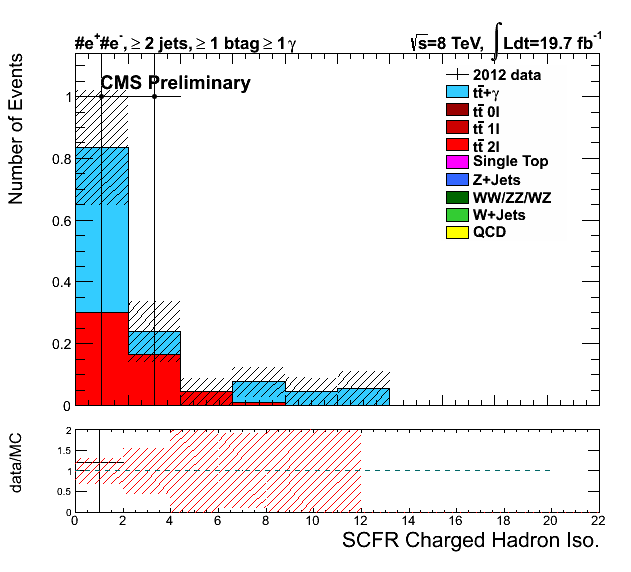 #e⁺#e⁻, ≥ 2 jets, ≥ 1 btag ≥ 1 γ
√s=8 TeV, ∫ Ldt=19.7 fb⁻¹
CMS Preliminary
2012 data
tt̄+γ
tt̄ 0l
tt̄ 1l
tt̄ 2l
Single Top
Z+Jets
WW/ZZ/WZ
W+Jets
QCD
Number of Events
1
0.8
0.6
0.4
0.2
0
data/MC
2
1.5
1
0.5
0
0 2 4 6 8 10 12 14 16 18 20 22
SCFR Charged Hadron Iso.